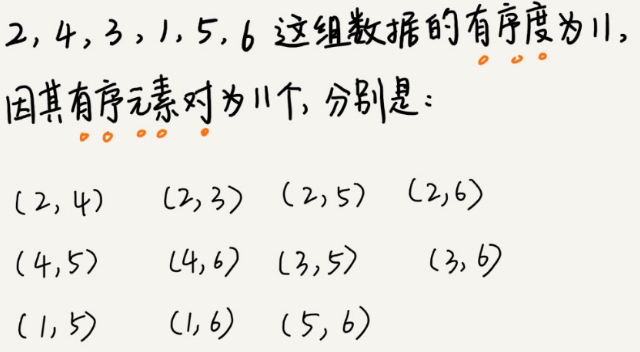 2, 4, 3, 1, 5, 6 这组数据的有序度为11,
因其有序元素对为11个, 分别是:
(2, 4) (2, 3) (2, 5) (2, 6)
(4, 5) (4, 6) (3, 5) (3, 6)
(1, 5) (1, 6) (5, 6)